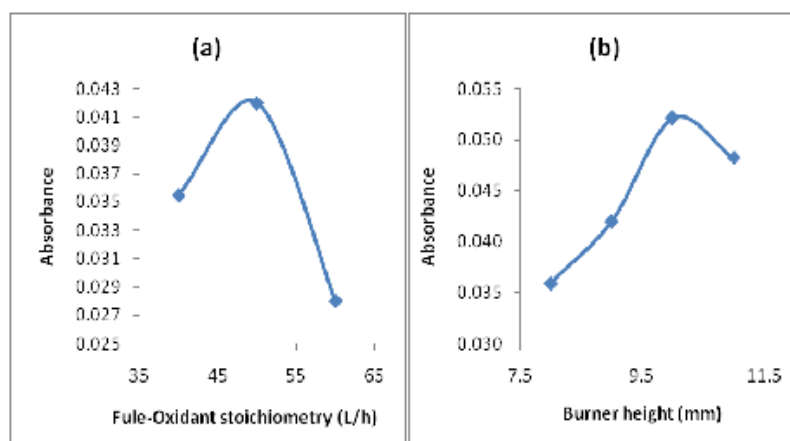 (a)
0.043
0.041
0.039
0.037
0.035
0.033
0.031
0.029
0.027
0.025
Absorbance
35 45 55 65
Fule-Oxidant stoichiometry (L/h)
(b)
0.055
0.050
0.045
0.040
0.035
0.030
Absorbance
7.5 9.5 11.5
Burner height (mm)